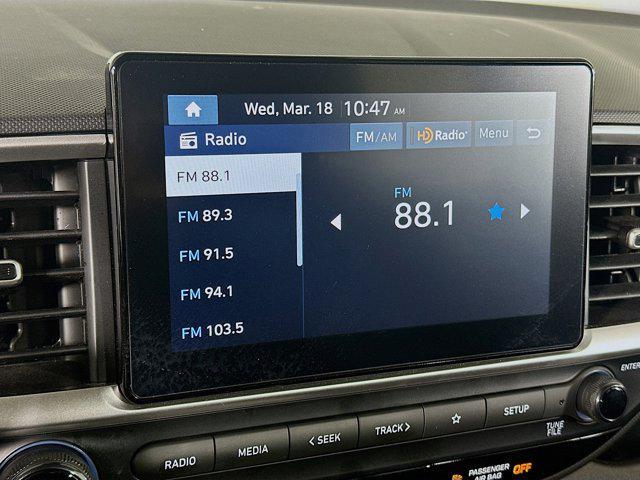 Wed, Mar. 18 10:47 AM
Radio FM/AM HD Radio Menu
FM 88.1
FM 89.3
FM 91.5
FM 94.1
FM 103.5
FM
88.1
ENTER
RADIO MEDIA < SEEK TRACK > SETUP
TUNE
FILE
PASSENGER
AIR BAG OFF